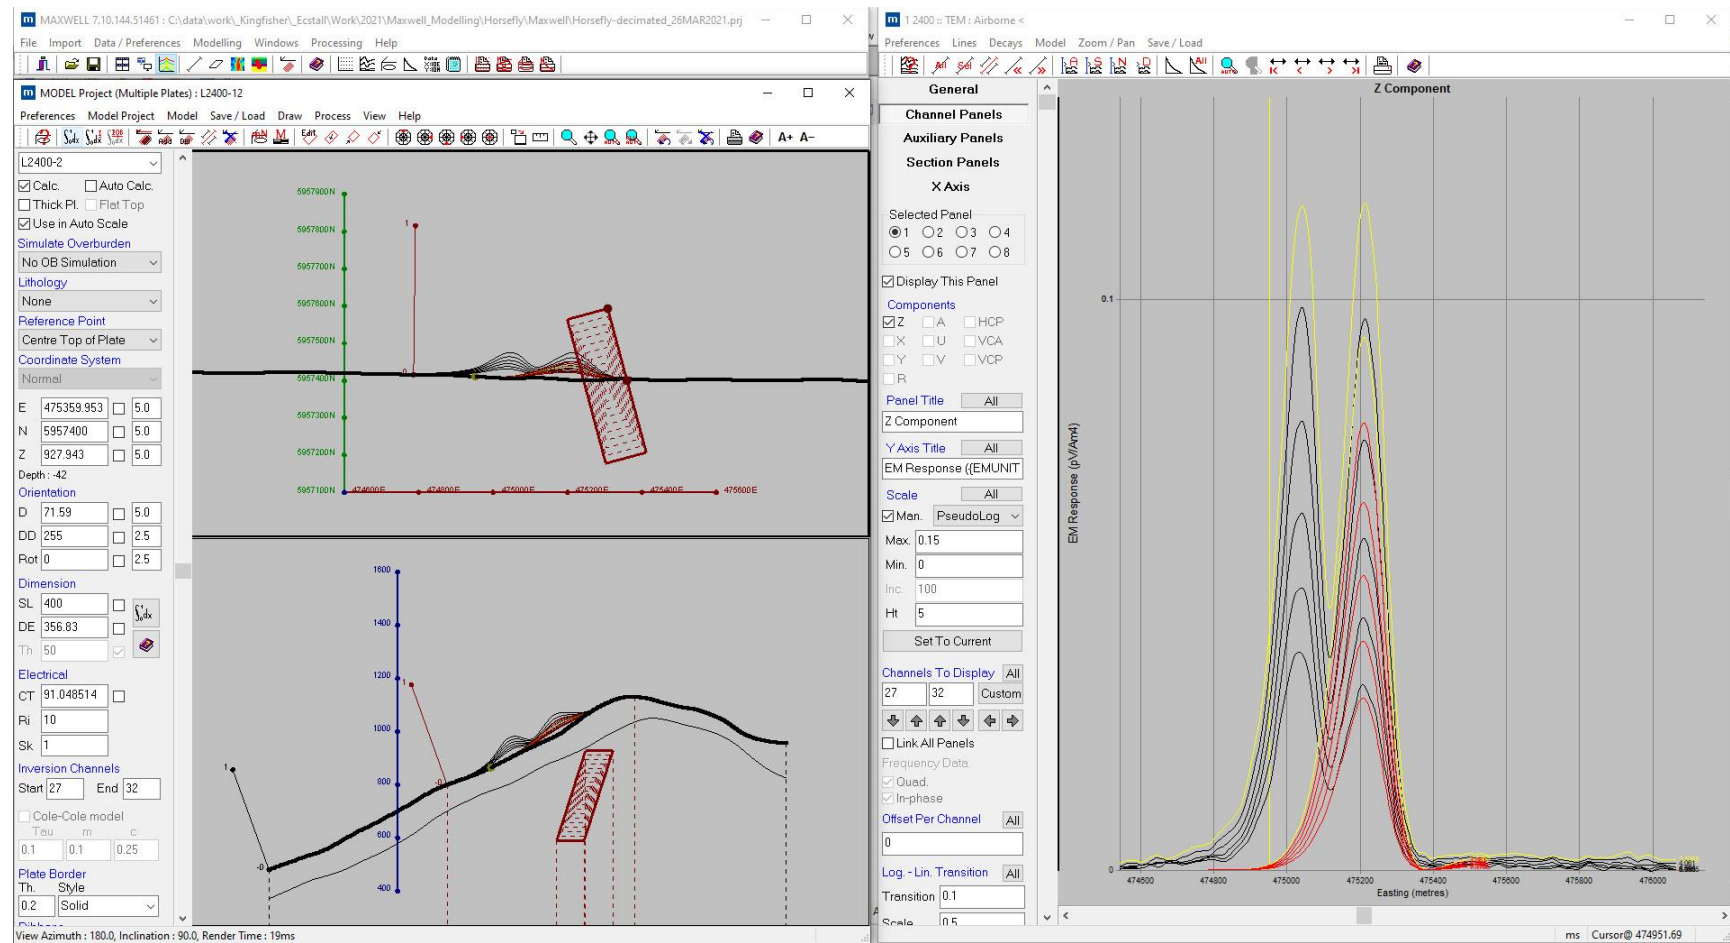 MAXWELL 7.10.144.51461 : C:\data\work\_Kingfisher\_Ecstall\Work\2021\Maxwell_Modelling\Horsefly\Maxwell\Horsefly-decimated_26MAR2021.prj
File Import Data / Preferences Modelling Windows Processing Help
MODEL Project (Multiple Plates) : L2400-12
Preferences Model Project Model Save / Load Draw Process View Help
A+ A-
L2400-2
Calc. Auto Calc.
Thick Pl. Flat Top
Use in Auto Scale
Simulate Overburden
No OB Simulation
Lithology
None
Reference Point
Centre Top of Plate
Coordinate System
Normal
E 475359.953 5.0
N 5957400 5.0
Z 927.943 5.0
Depth : -42
Orientation
D 71.59 5.0
DD 255 2.5
Rot 0 2.5
Dimension
SL 400
DE 356.83
Th 50
Electrical
CT 91.048514
Ri 10
Sk 1
Inversion Channels
Start 27 End 32
Cole-Cole model
Tau m c
0.1 0.1 0.25
Plate Border
Th. Style
0.2 Solid
View Azimuth : 180.0, Inclination : 90.0, Render Time : 19ms
5957900N
5957800N
5957700N
5957600N
5957500N
5957400N
5957300N
5957200N
5957100N
474600E 474800E 475000E 475200E 475400E 475600E
1
0
1600
1400
1200
1000
800
600
400
1
-0
1
-0
1 2400 :: TEM : Airborne <
Preferences Lines Decays Model Zoom / Pan Save / Load
General
Channel Panels
Auxiliary Panels
Section Panels
X Axis
Selected Panel
1 2 3 4
5 6 7 8
Display This Panel
Components
Z A HCP
X U VCA
Y V VCP
R
Panel Title All
Z Component
Y Axis Title All
EM Response ({EMUNIT
Scale All
Man. PseudoLog
Max. 0.15
Min. 0
Inc. 100
Ht 5
Set To Current
Channels To Display All
27 32 Custom
Link All Panels
Frequency Data
Quad.
In-phase
Offset Per Channel All
0
Log. - Lin. Transition All
Transition 0.1
Scale 0.5
Z Component
EM Response (pV/Am4)
0.1
0
474600 474800 475000 475200 475400 475600 475800 476000
Easting (metres)
ms Cursor@ 474951.69